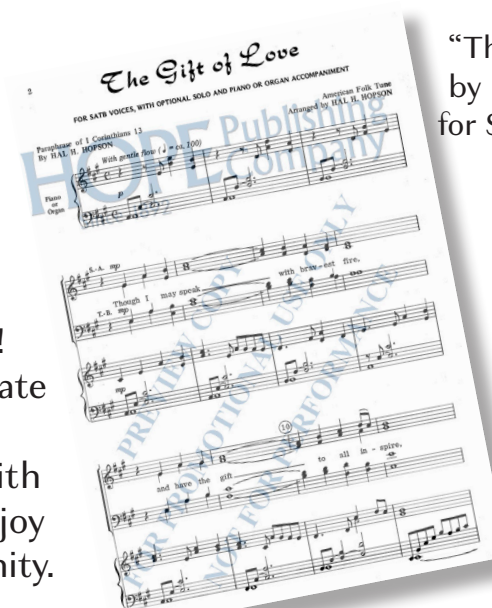 "Th
by
for S
!
ate
ith
joy
nity.
2
The Gift of Love
FOR SATB VOICES, WITH OPTIONAL SOLO AND PIANO OR ORGAN ACCOMPANIMENT
Paraphrase of I Corinthians 13
By HAL H. HOPSON
American Folk Tune
Arranged by HAL H. HOPSON
HOPE Publishing
Company
With gentle flow (♩ = ca. 100)
Piano
or
Organ
p
S.-A. mp
Though I may speak with brav-est fire,
T.-B. mp
mp
10
and have the gift to all in-spire,
PREVIEW COPY
FOR PROMOTIONAL USE ONLY
NOT FOR PERFORMANCE